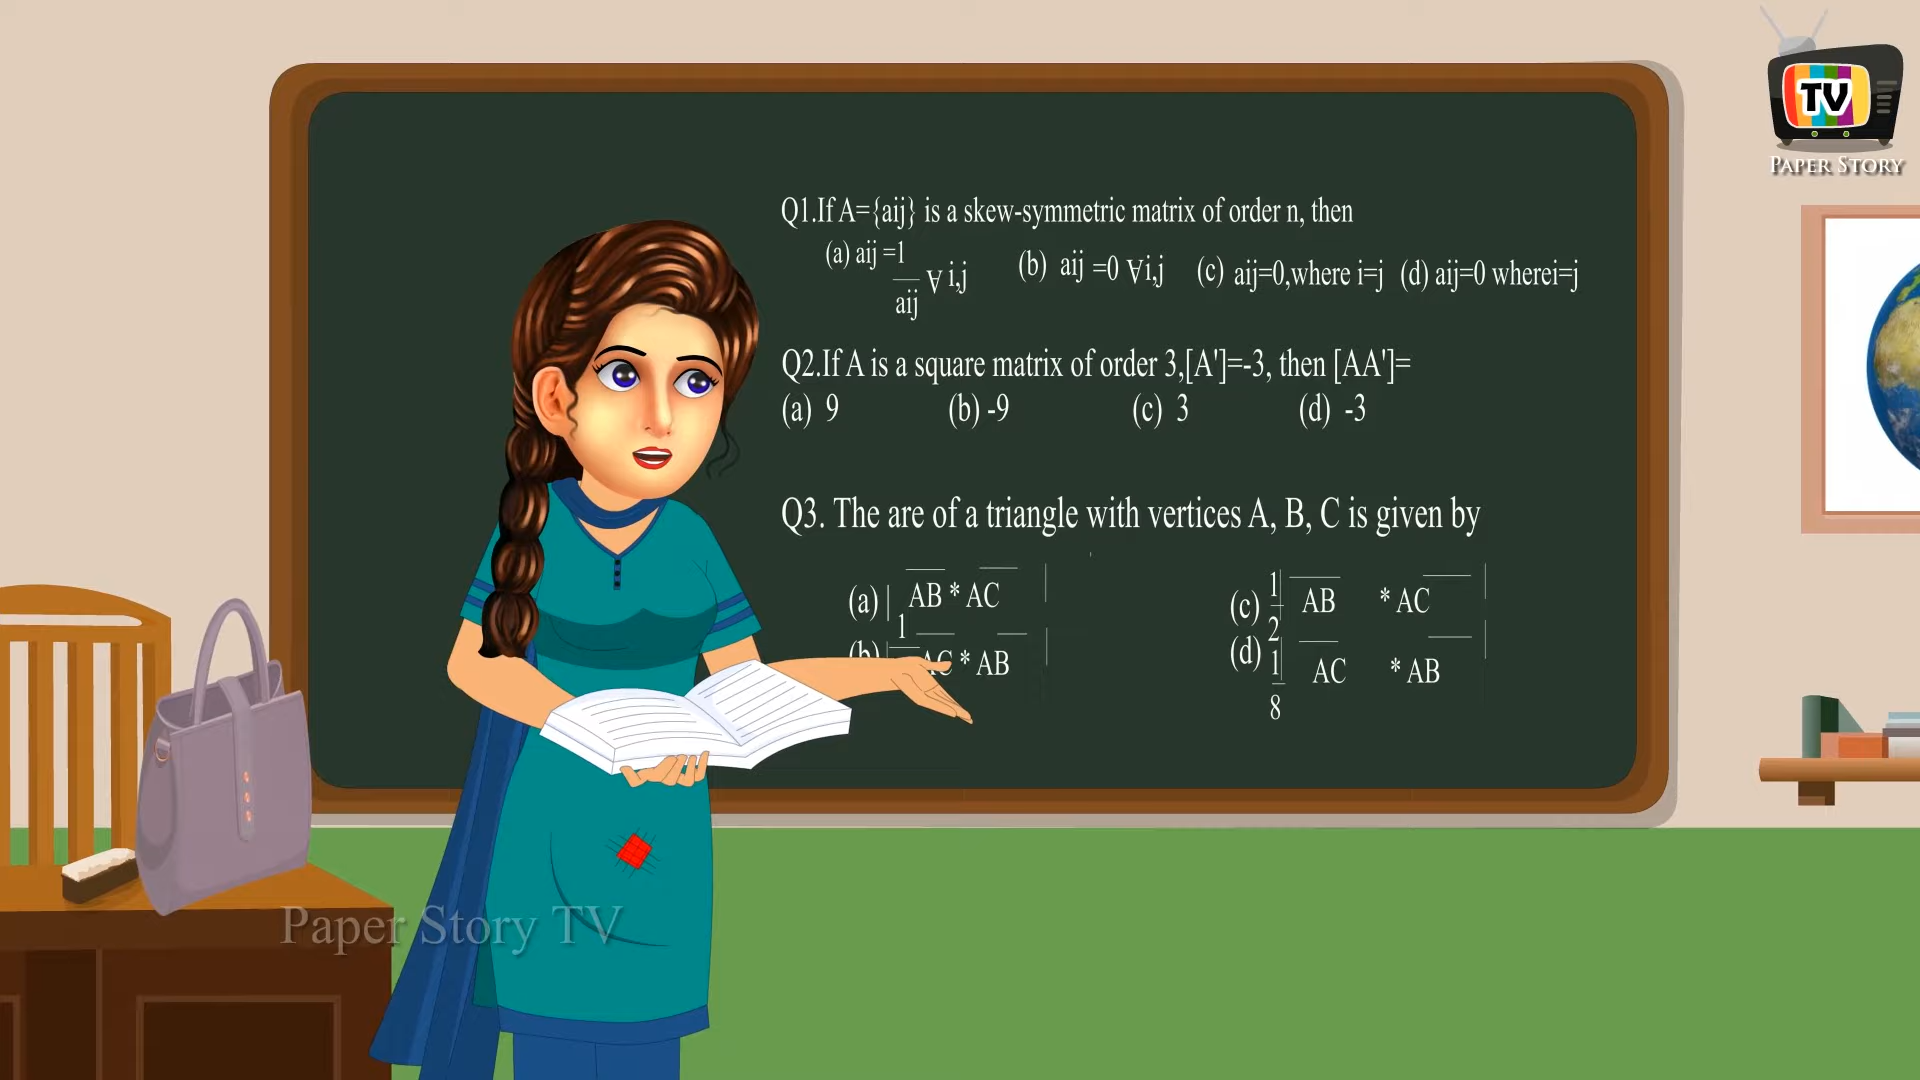 TV
PAPER STORY
Q1.If A={aij} is a skew-symmetric matrix of order n, then
(a) aij =1
aij ∀ i,j (b) aij =0 ∀i,j (c) aij=0,where i=j (d) aij=0 wherei=j
Q2.If A is a square matrix of order 3,[A']=-3, then [AA']=
(a) 9 (b) -9 (c) 3 (d) -3
Q3. The are of a triangle with vertices A, B, C is given by
(a) | AB * AC | (c) 1/2 | AB * AC |
(b) 1 | AC * AB | (d) 1/8 | AC * AB |
Paper Story TV